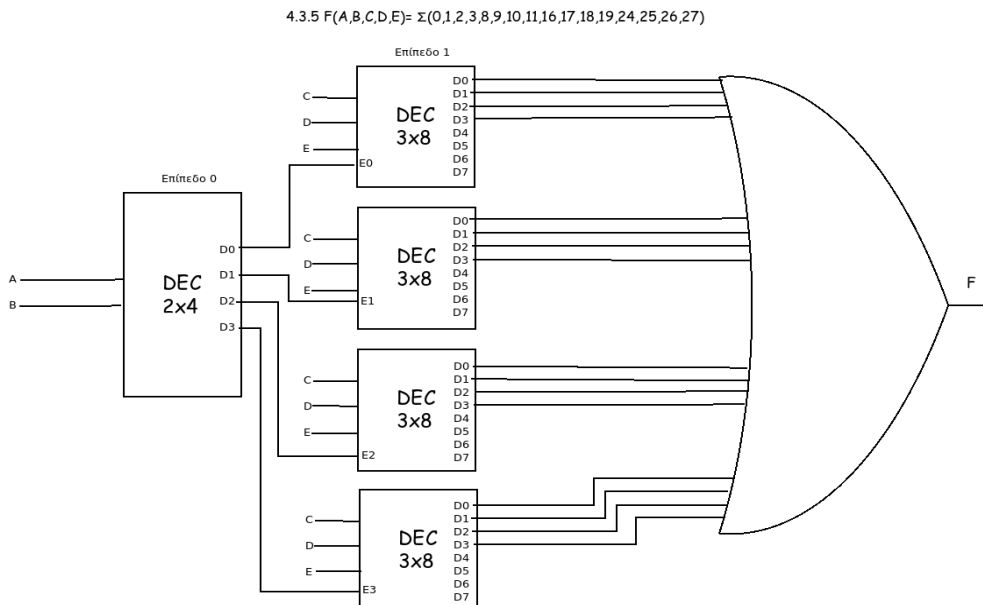 4.3.5 F(A,B,C,D,E)= Σ(0,1,2,3,8,9,10,11,16,17,18,19,24,25,26,27)
Επίπεδο 1
C
D
E
E0
DEC
3x8
D0
D1
D2
D3
D4
D5
D6
D7
Επίπεδο 0
A
B
DEC
2x4
D0
D1
D2
D3
C
D
E
E1
DEC
3x8
D0
D1
D2
D3
D4
D5
D6
D7
F
C
D
E
E2
DEC
3x8
D0
D1
D2
D3
D4
D5
D6
D7
C
D
E
E3
DEC
3x8
D0
D1
D2
D3
D4
D5
D6
D7